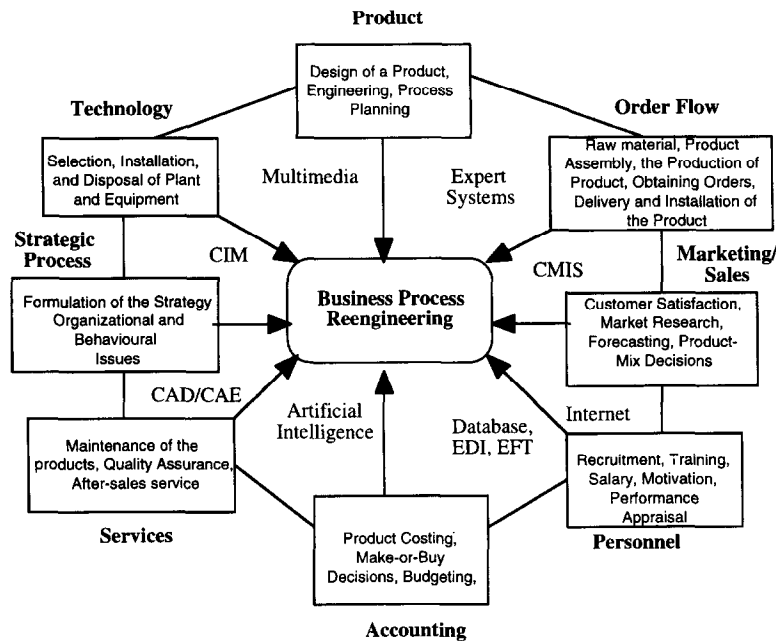 Product
Design of a Product,
Engineering, Process
Planning
Technology
Order Flow
Selection, Installation,
and Disposal of Plant
and Equipment
Multimedia
Expert
Systems
Raw material, Product
Assembly, the Production of
Product, Obtaining Orders,
Delivery and Installation of
the Product
Strategic
Process
CIM
CMIS
Marketing/
Sales
Formulation of the Strategy
Organizational and
Behavioural
Issues
Business Process
Reengineering
Customer Satisfaction,
Market Research,
Forecasting, Product-
Mix Decisions
CAD/CAE
Artificial
Intelligence
Database,
EDI, EFT
Internet
Maintenance of the
products, Quality Assurance,
After-sales service
Recruitment, Training,
Salary, Motivation,
Performance
Appraisal
Services
Product Costing,
Make-or-Buy
Decisions, Budgeting,
Personnel
Accounting